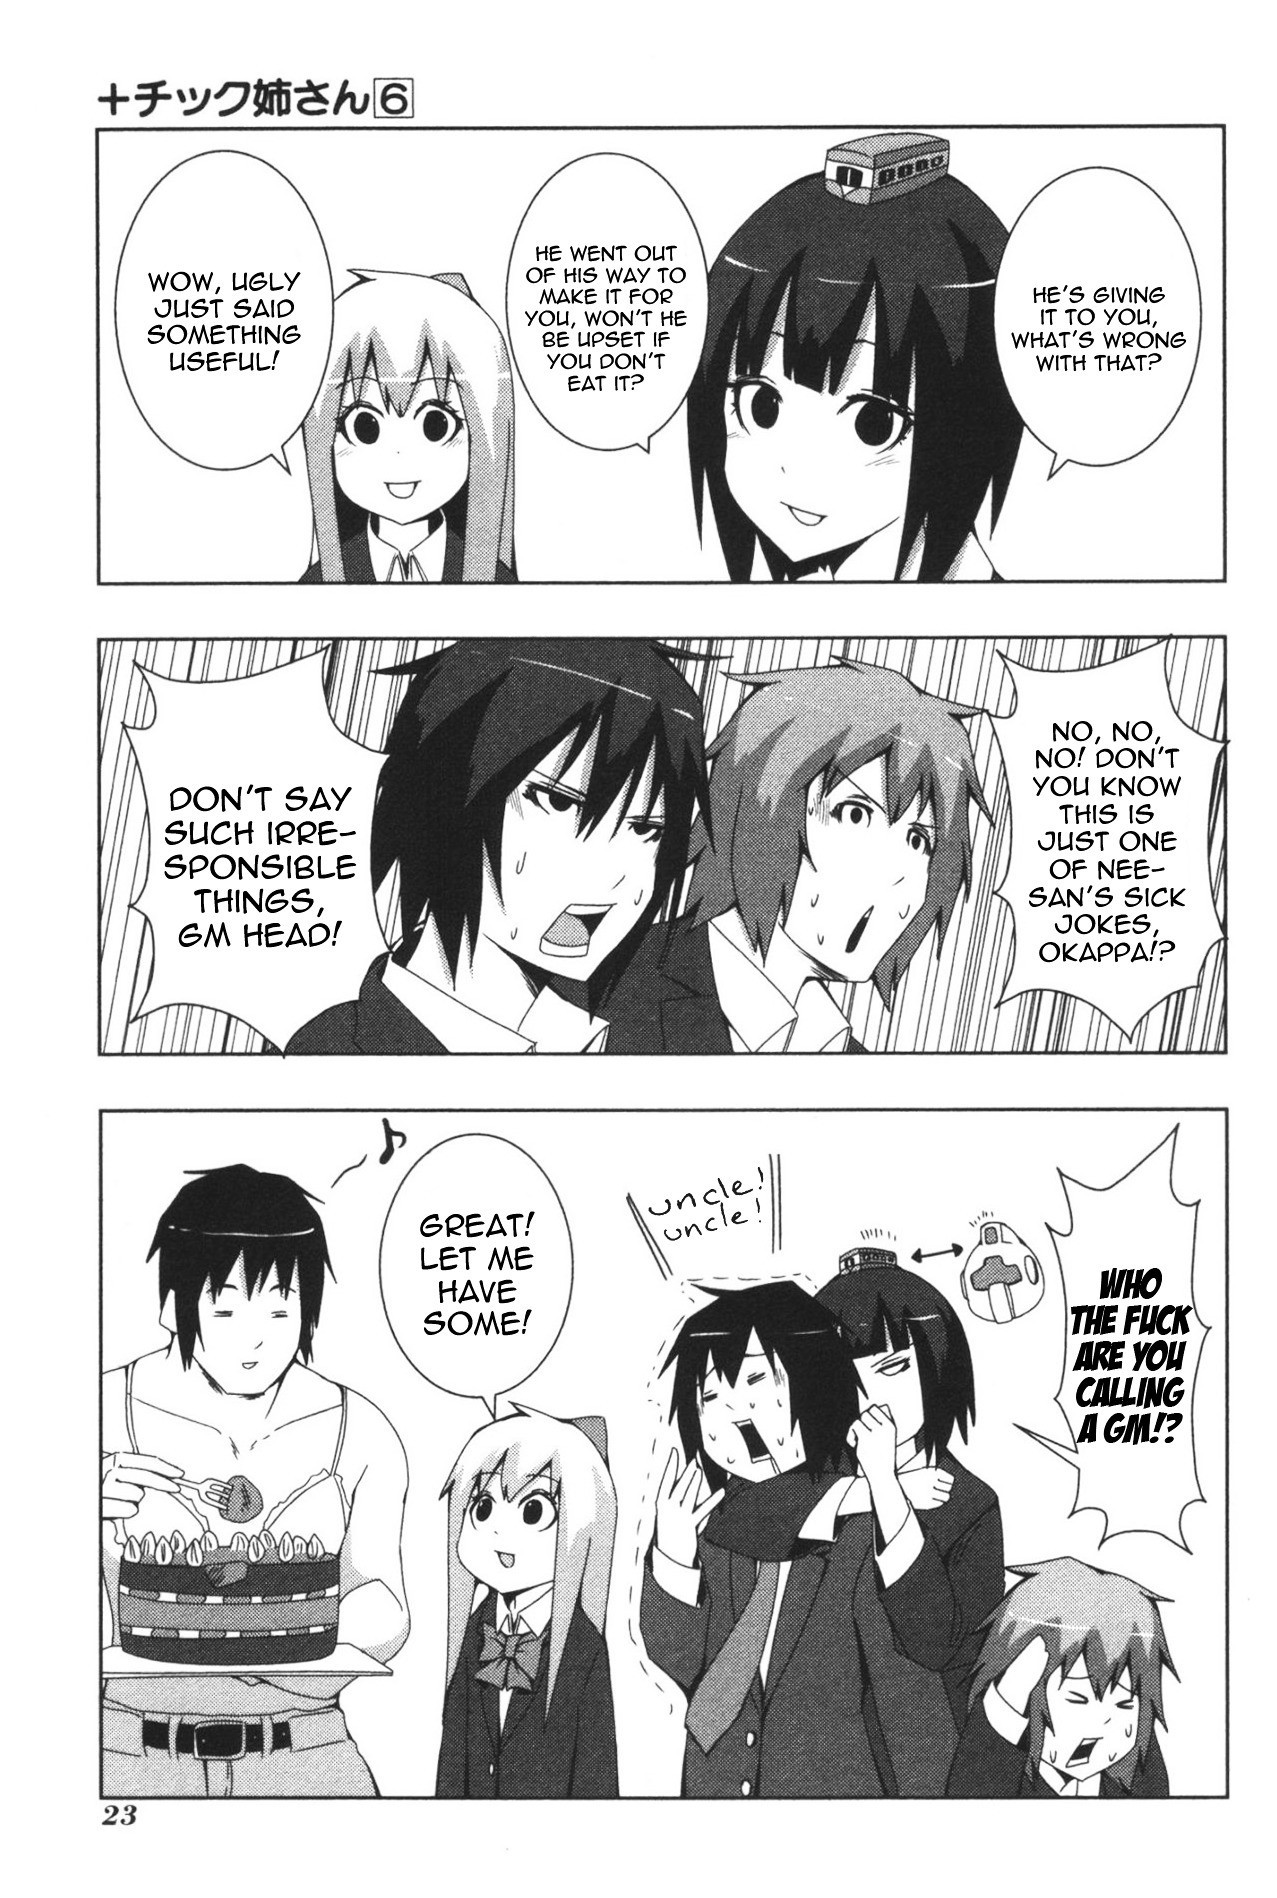 +チック姉さん6
HE'S GIVING
IT TO YOU,
WHAT'S WRONG
WITH THAT?
HE WENT OUT
OF HIS WAY TO
MAKE IT FOR
YOU, WON'T HE
BE UPSET IF
YOU DON'T
EAT IT?
WOW, UGLY
JUST SAID
SOMETHING
USEFUL!
NO, NO,
NO! DON'T
YOU KNOW
THIS IS
JUST ONE
OF NEE-
SAN'S SICK
JOKES,
OKAPPA!?
DON'T SAY
SUCH IRRE-
SPONSIBLE
THINGS,
GM HEAD!
WHO
THE FUCK
ARE YOU
CALLING
A GM!?
uncle!
uncle!
GREAT!
LET ME
HAVE
SOME!
23